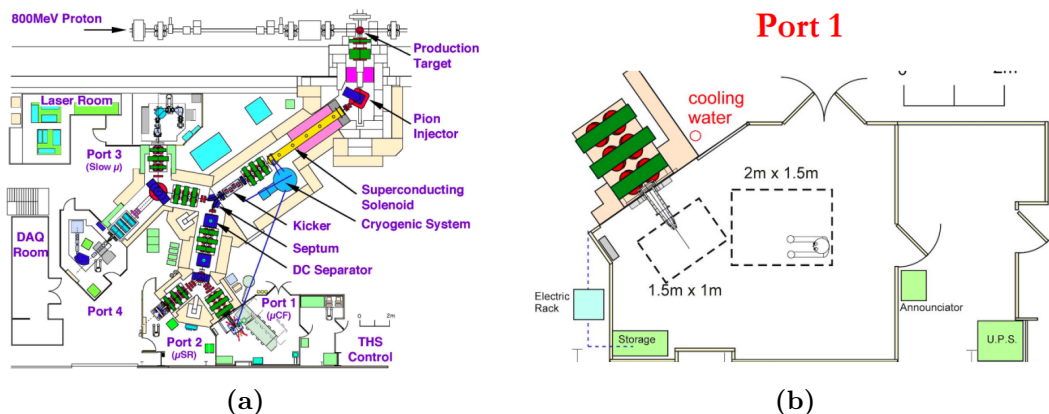 800MeV Proton
Production
Target
Laser Room
Pion
Injector
Port 3
(Slow μ)
Superconducting
Solenoid
Kicker
Cryogenic System
DAQ
Room
Septum
DC Separator
Port 4
Port 1
(μCF)
0 2m
Port 2
(μSR)
THS
Control
(a)
Port 1
0 2m
cooling
water
2m x 1.5m
1.5m x 1m
Electric
Rack
Announciator
Storage
U.P.S.
(b)